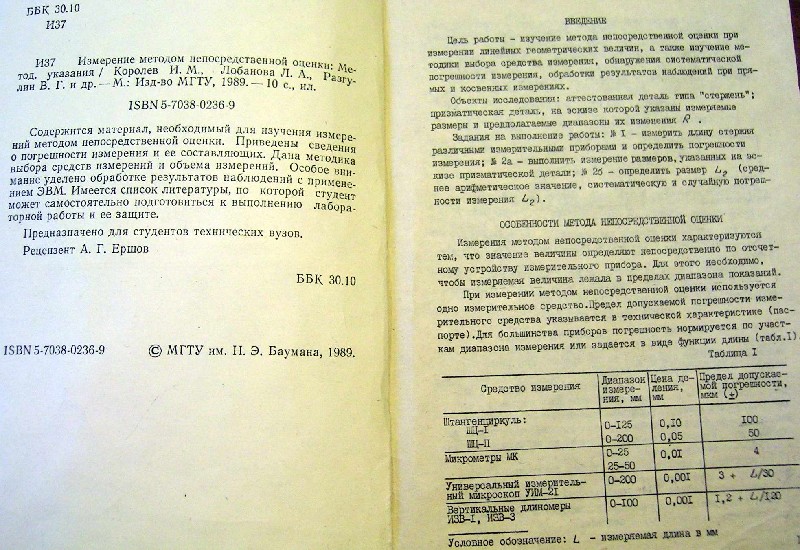 ББК 30.10
И37
И37 Измерение методом непосредственной оценки: Ме-
тод. указания / Королев И. М., Лобанова Л. А., Разгу-
лин В. Г. и др. — М.: Изд-во МГТУ, 1989. — 10 с., ил.
ISBN 5-7038-0236-9
Содержится материал, необходимый для изучения измере-
ний методом непосредственной оценки. Приведены сведения
о погрешности измерения и ее составляющих. Дана методика
выбора средств измерений и объема измерений. Особое вни-
мание уделено обработке результатов наблюдений с примене-
нием ЭВМ. Имеется список литературы, по которой студент
может самостоятельно подготовиться к выполнению лабора-
торной работы и ее защите.
Предназначено для студентов технических вузов.
Рецензент А. Г. Ершов
ББК 30.10
ISBN 5-7038-0236-9 © МГТУ им. Н. Э. Баумана, 1989.
ВВЕДЕНИЕ
Цель работы - изучение метода непосредственной оценки при
измерении линейных геометрических величин, а также изучение ме-
тодики выбора средства измерения, обнаружения систематической
погрешности измерения, обработки результатов наблюдений при пря-
мых и косвенных измерениях.
Объекты исследования: аттестованная деталь типа "стержень";
призматическая деталь, на эскизе которой указаны измеряемые
размеры и предполагаемые диапазоны их изменения R .
Задания на выполнение работы: № 1 - измерить длину стержня
различными измерительными приборами и определить погрешности
измерения; № 2а - выполнить измерение размеров, указанных на эс-
кизе призматической детали; № 2б - определить размер L₂ (сред-
нее арифметическое значение, систематическую и случайную погреш-
ности измерения L₂).
ОСОБЕННОСТИ МЕТОДА НЕПОСРЕДСТВЕННОЙ ОЦЕНКИ
Измерения методом непосредственной оценки характеризуются
тем, что значение величины определяют непосредственно по отсчет-
ному устройству измерительного прибора. Для этого необходимо,
чтобы измеряемая величина лежала в пределах диапазона показаний.
При измерении методом непосредственной оценки используется
одно измерительное средство.Предел допускаемой погрешности изме-
рительного средства указывается в технической характеристике (пас-
порте).Для большинства приборов погрешность нормируется по участ-
кам диапазона измерения или задается в виде функции длины (табл.I).
Таблица I
Средство измерения Диапазон измере- ния, мм Цена де- ления, мм Предел допускае- мой погрешности, мкм (±)
Штангенциркуль:
ШЦ-I 0-125 0,10 100
ШЦ-II 0-200 0,05 50
Микрометры МК 0-25 0,01 4
25-50
Универсальный измеритель- 0-200 0,001 3 + L/30
ный микроскоп УИМ-21
Вертикальные длиномеры 0-100 0,001 1,2 + L/120
ИЗВ-1, ИЗВ-3
Условное обозначение: L - измеряемая длина в мм